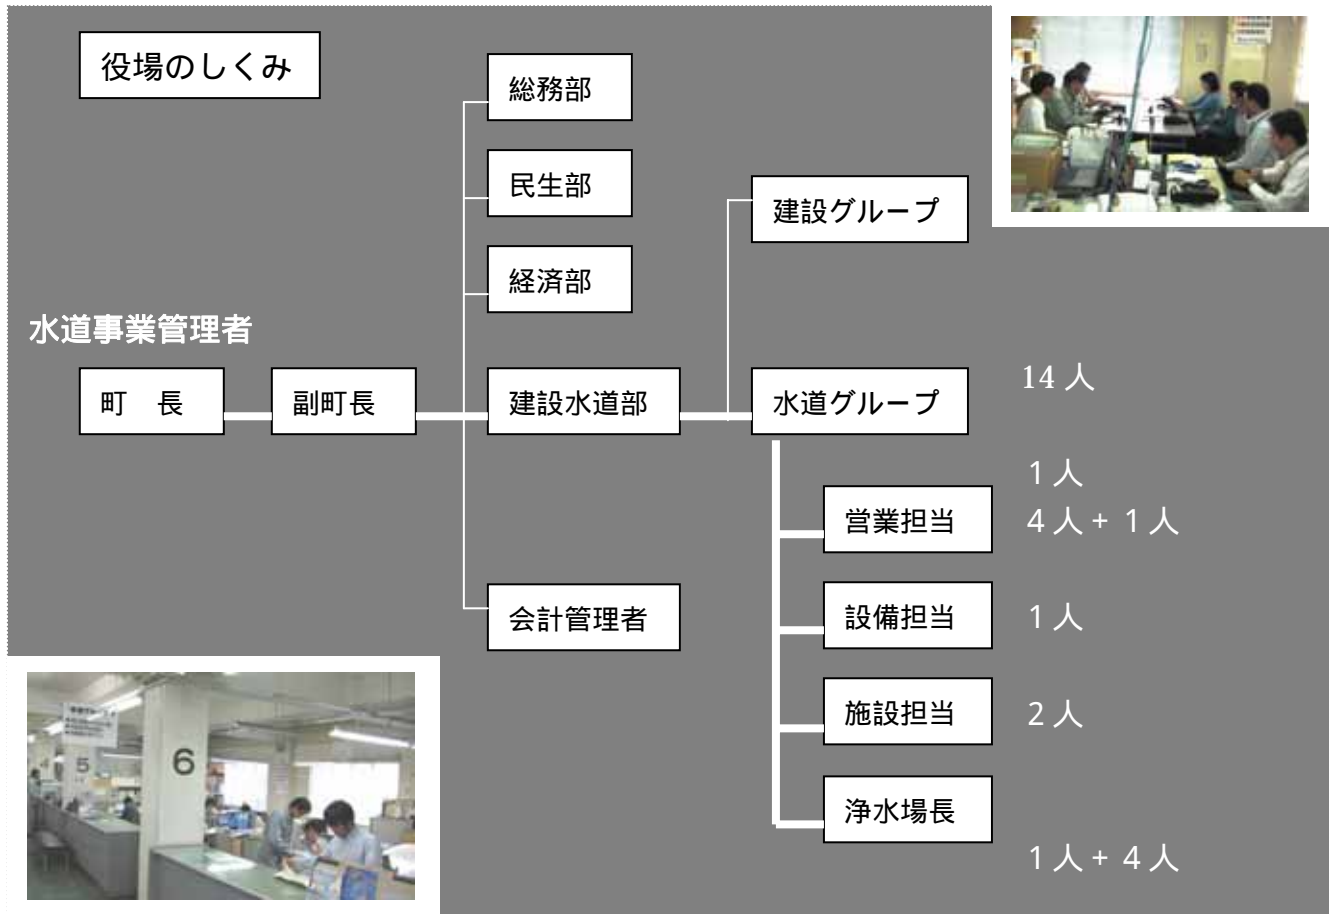 役場のしくみ
総務部
民生部
建設グループ
経済部
水道事業管理者
町　長
副町長
建設水道部
水道グループ
14 人
1 人
営業担当
4 人 + 1 人
設備担当
1 人
会計管理者
施設担当
2 人
浄水場長
1 人 + 4 人
5
6